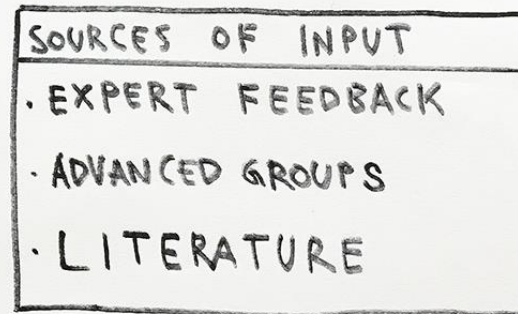 SOURCES OF INPUT
· EXPERT FEEDBACK
· ADVANCED GROUPS
· LITERATURE